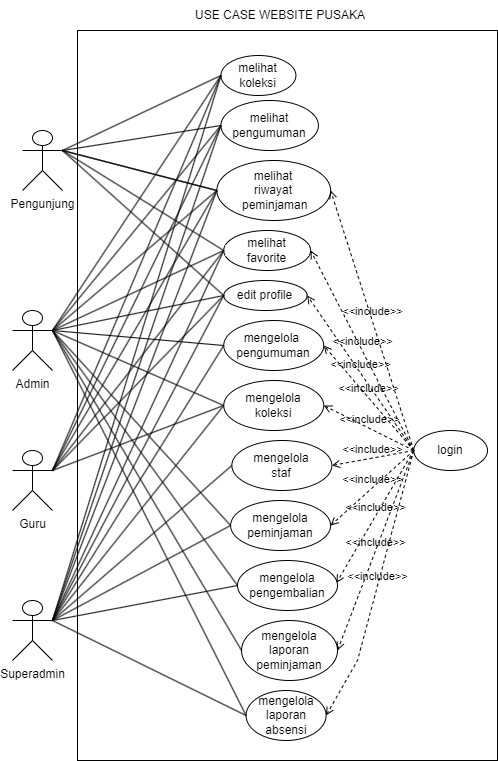 USE CASE WEBSITE PUSAKA
melihat
koleksi
melihat
pengumuman
Pengunjung
melihat
riwayat
peminjaman
melihat
favorite
edit profile
<<include>>
Admin
mengelola
pengumuman
<<include>>
<<include>>
mengelola
koleksi
<<include>>
<<include>>
login
Guru
mengelola
staf
<<include>>
<<include>>
mengelola
peminjaman
<<include>>
<<include>>
mengelola
pengembalian
<<include>>
Superadmin
mengelola
laporan
peminjaman
mengelola
laporan
absensi